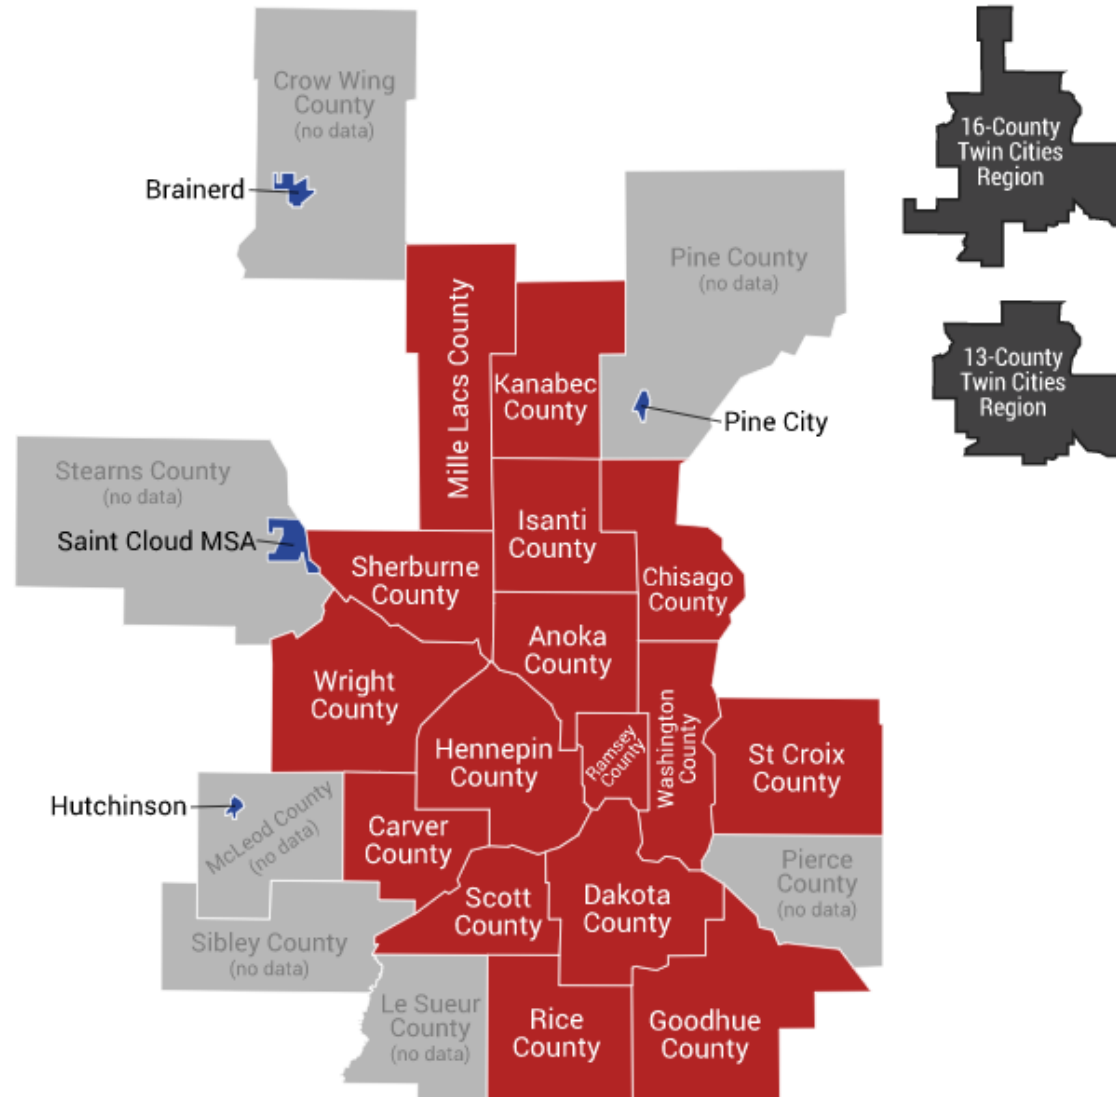 Crow Wing
County
(no data)
Brainerd
16-County
Twin Cities
Region
Pine County
(no data)
Mille Lacs County
13-County
Twin Cities
Region
Kanabec
County
Pine City
Stearns County
(no data)
Saint Cloud MSA
Isanti
County
Sherburne
County
Chisago
County
Anoka
County
Wright
County
Hennepin
County
Ramsey
County
Washington
County
St Croix
County
Hutchinson
McLeod County
(no data)
Carver
County
Pierce
County
(no data)
Scott
County
Dakota
County
Sibley County
(no data)
Le Sueur
County
(no data)
Rice
County
Goodhue
County